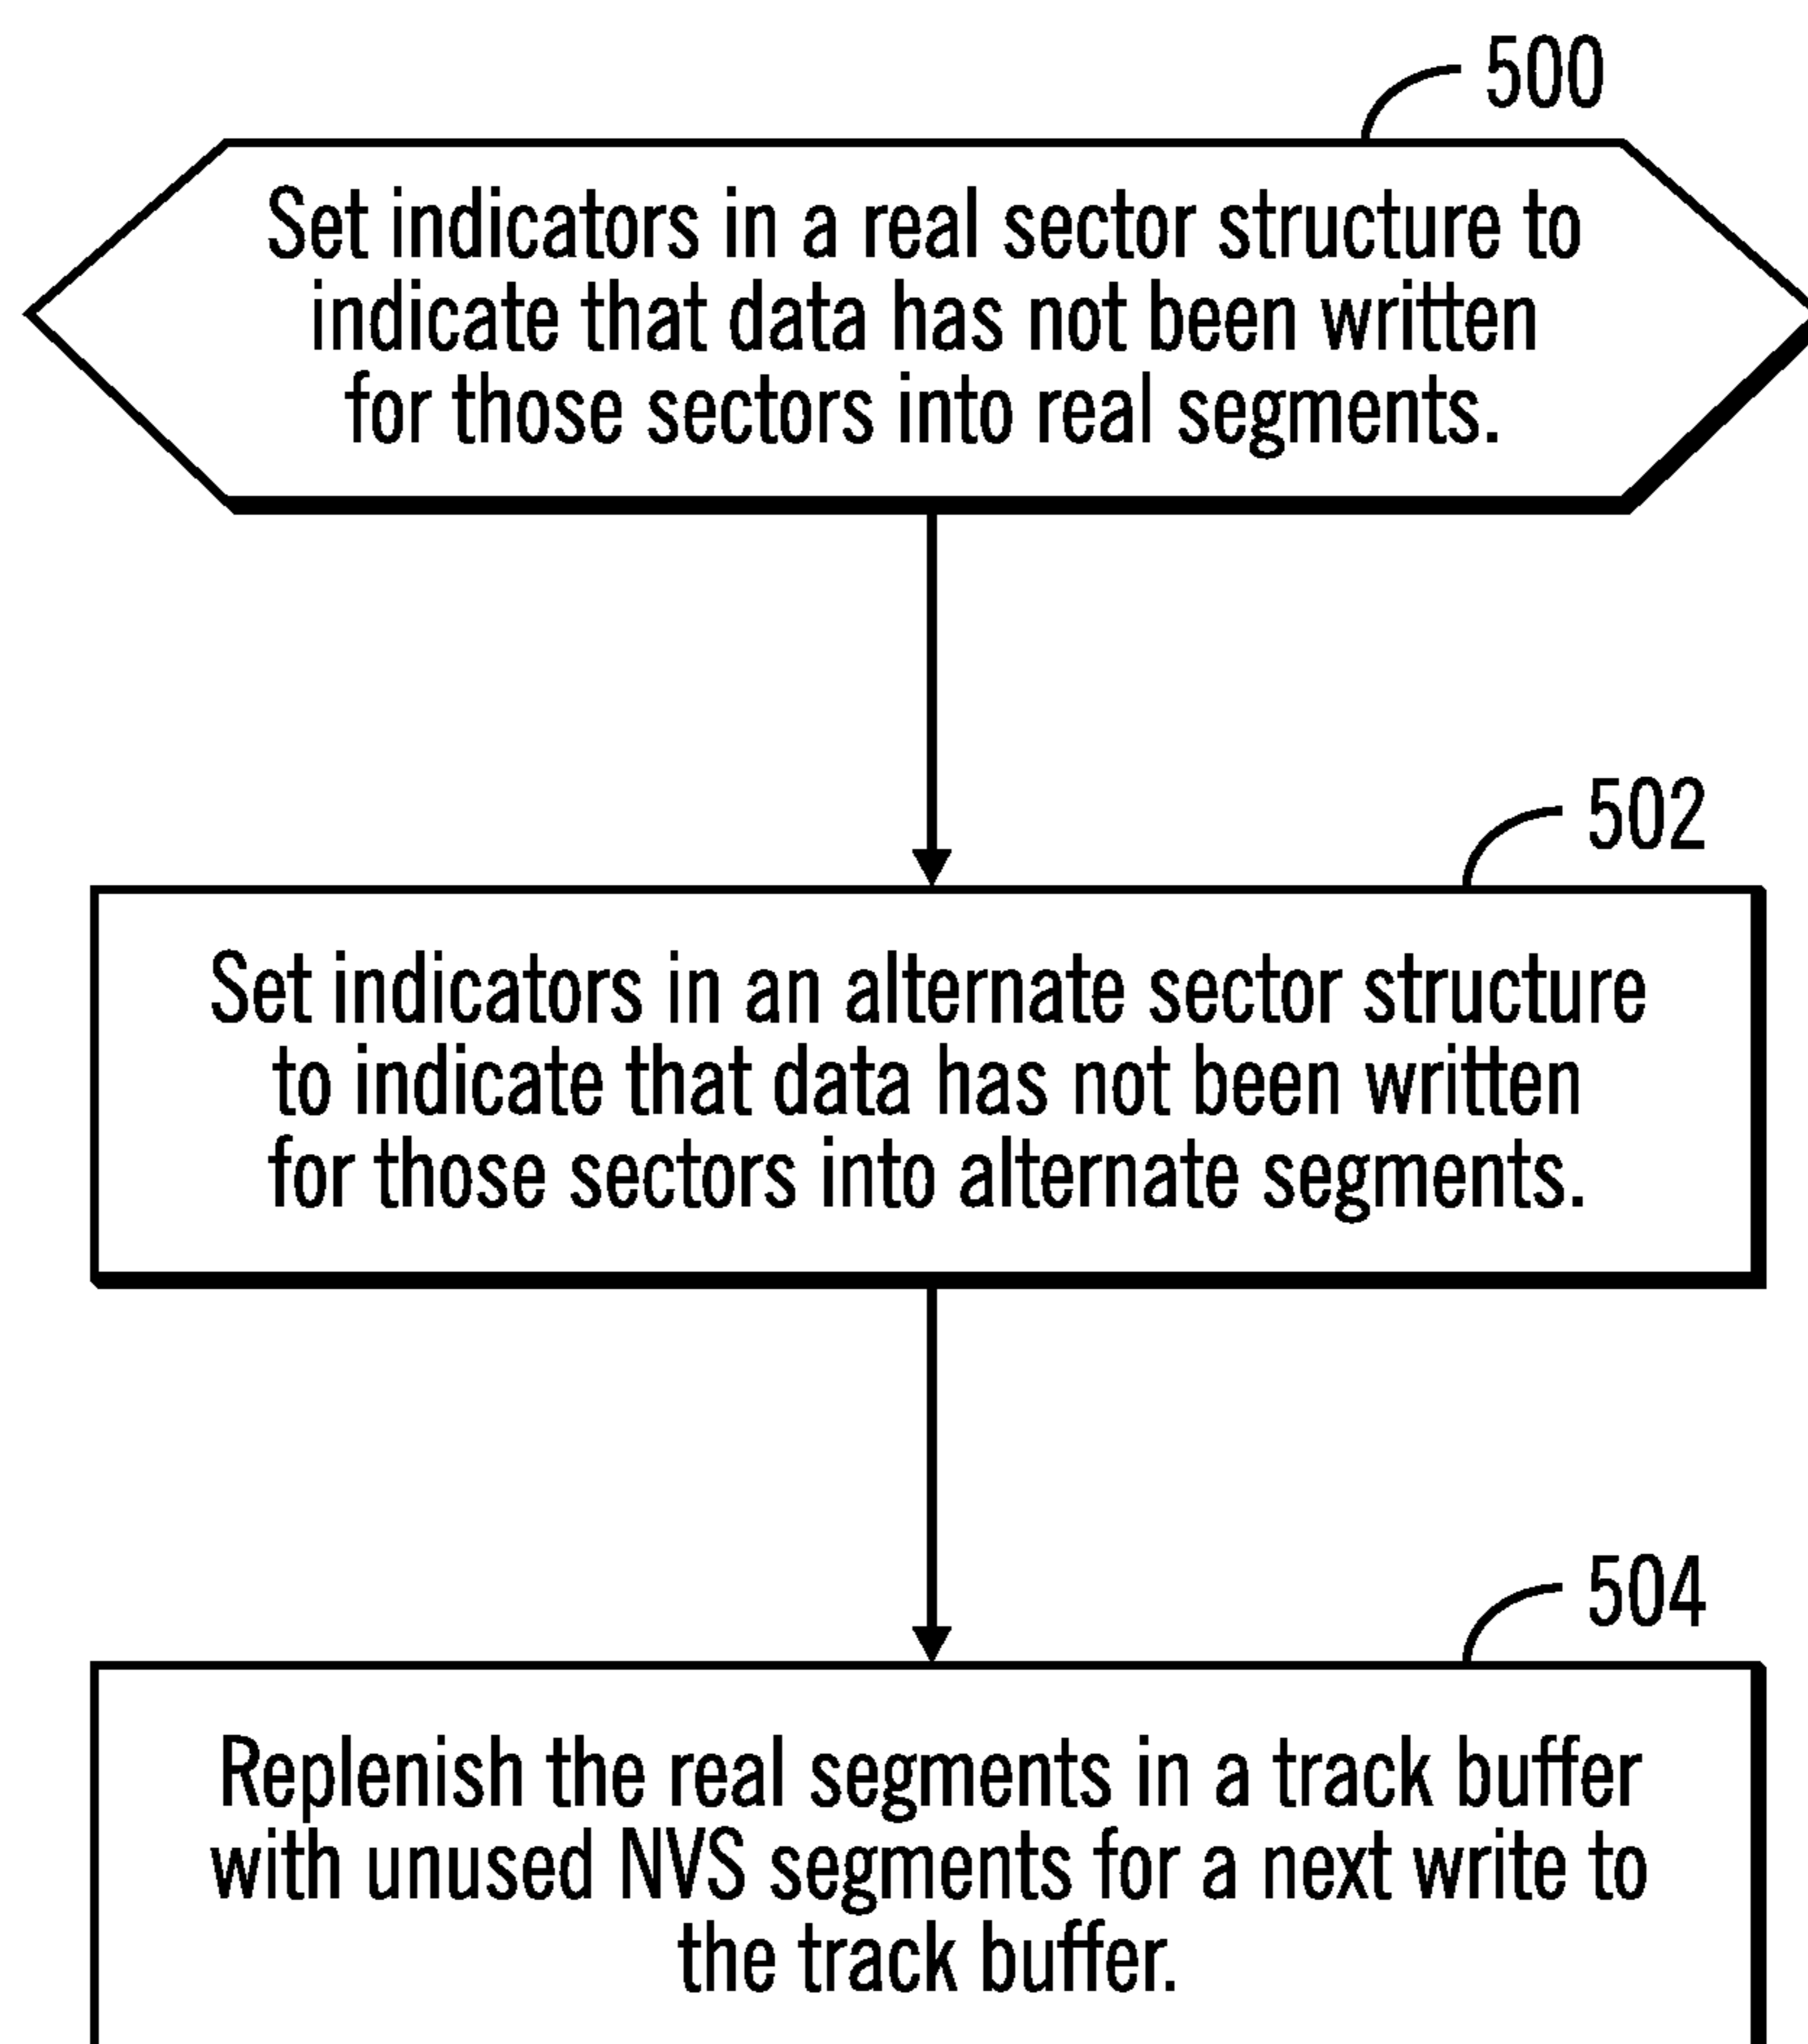 500
Set indicators in a real sector structure to
indicate that data has not been written
for those sectors into real segments.
502
Set indicators in an alternate sector structure
to indicate that data has not been written
for those sectors into alternate segments.
504
Replenish the real segments in a track buffer
with unused NVS segments for a next write to
the track buffer.